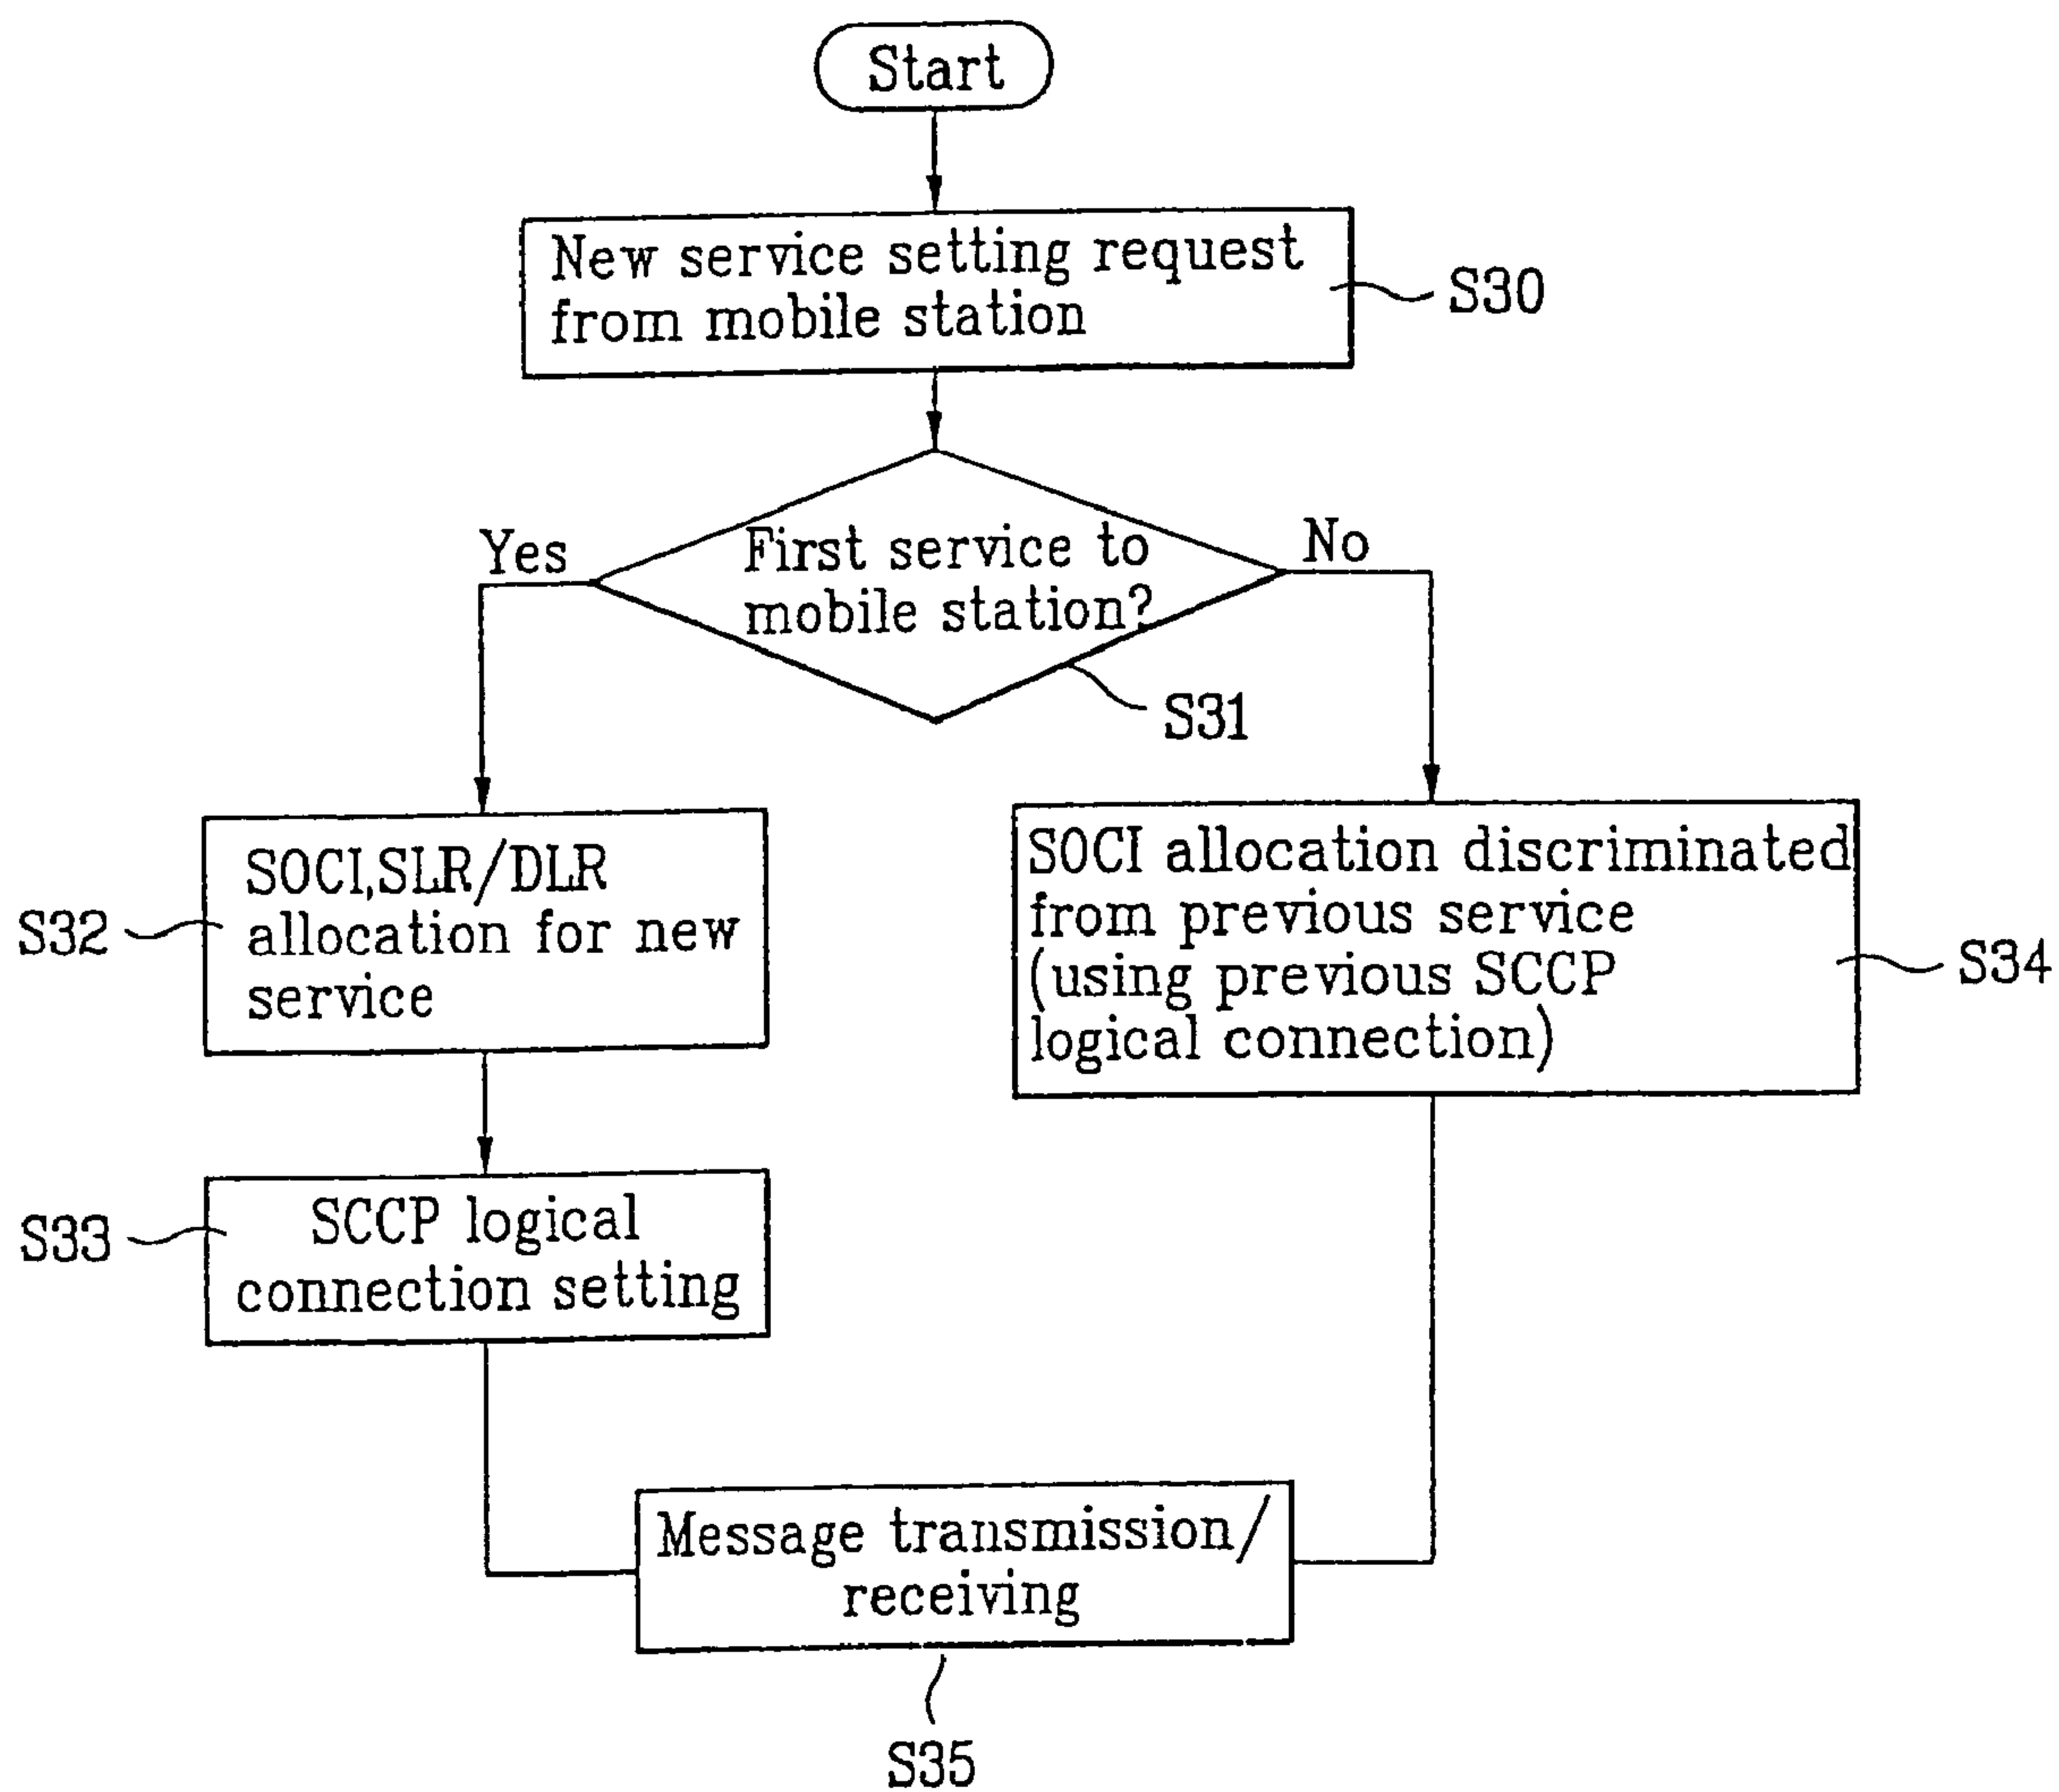 Start
New service setting request
from mobile station
S30
Yes
First service to
mobile station?
No
S31
SOCI,SLR/DLR
allocation for new
service
S32
SOCI allocation discriminated
from previous service
(using previous SCCP
logical connection)
S34
SCCP logical
connection setting
S33
Message transmission/
receiving
S35